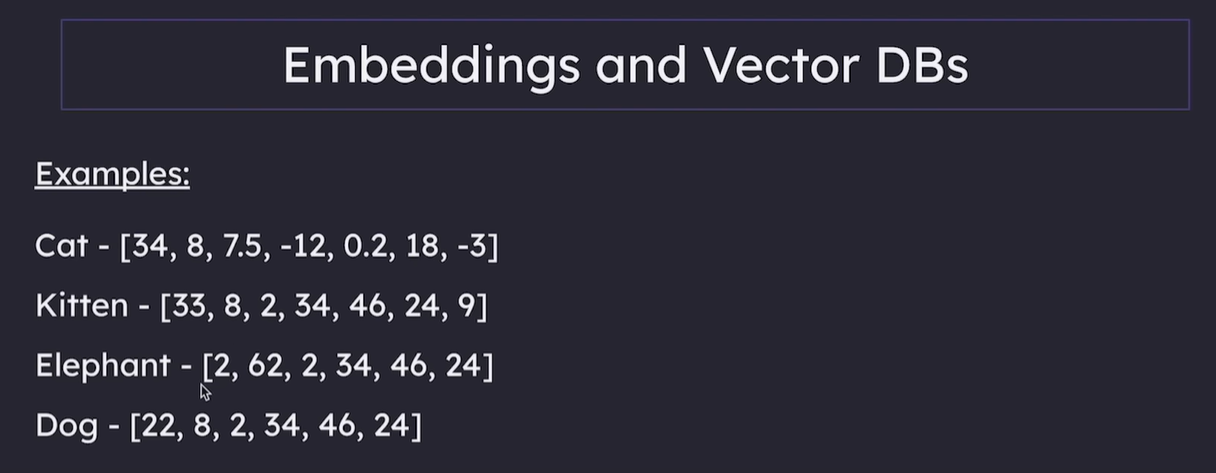 Embeddings and Vector DBs
Examples:
Cat - [34, 8, 7.5, -12, 0.2, 18, -3]
Kitten - [33, 8, 2, 34, 46, 24, 9]
Elephant - [2, 62, 2, 34, 46, 24]
Dog - [22, 8, 2, 34, 46, 24]